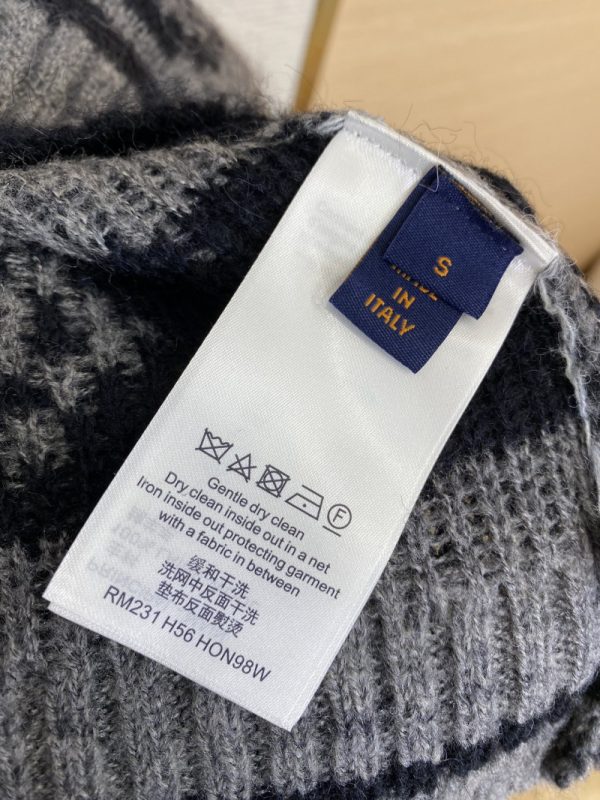 S
IN
ITALY
F
Gentle dry clean
Dry clean inside out in a net
Iron inside out protecting garment
with a fabric in between
缓和干洗
洗网中反面干洗
垫布反面熨烫
RM231 H56 HON98W